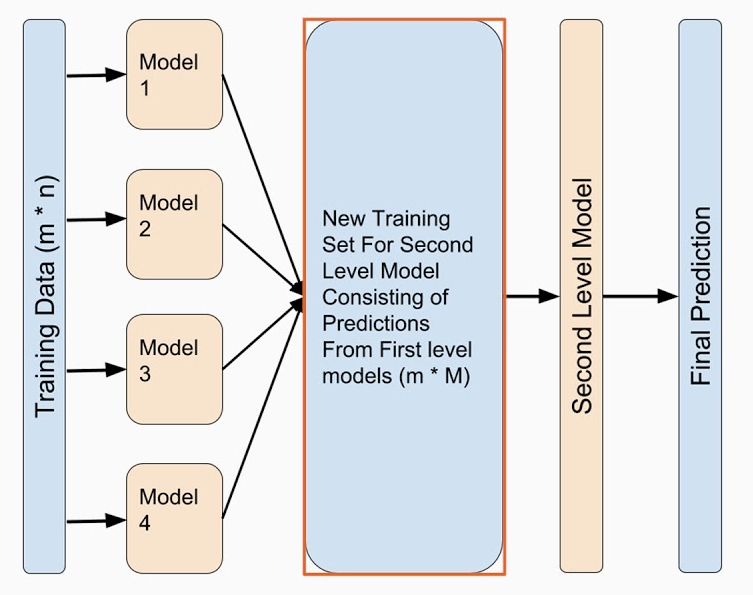 Training Data (m * n)
Model
1
Model
2
Model
3
Model
4
New Training
Set For Second
Level Model
Consisting of
Predictions
From First level
models (m * M)
Second Level Model
Final Prediction